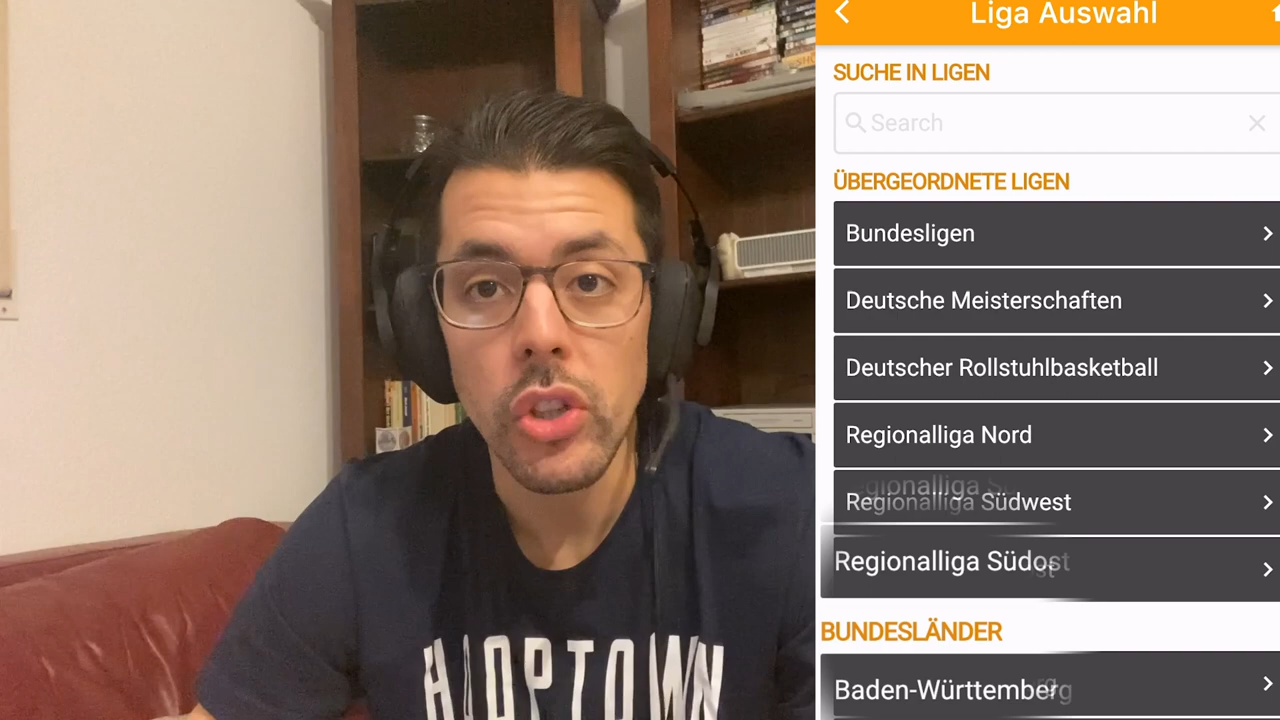 Liga Auswahl
SUCHE IN LIGEN
Search
ÜBERGEORDNETE LIGEN
Bundesligen
Deutsche Meisterschaften
Deutscher Rollstuhlbasketball
Regionalliga Nord
Regionalliga Südwest
Regionalliga Südost
BUNDESLÄNDER
Baden-Württemberg
HOOPTOWN